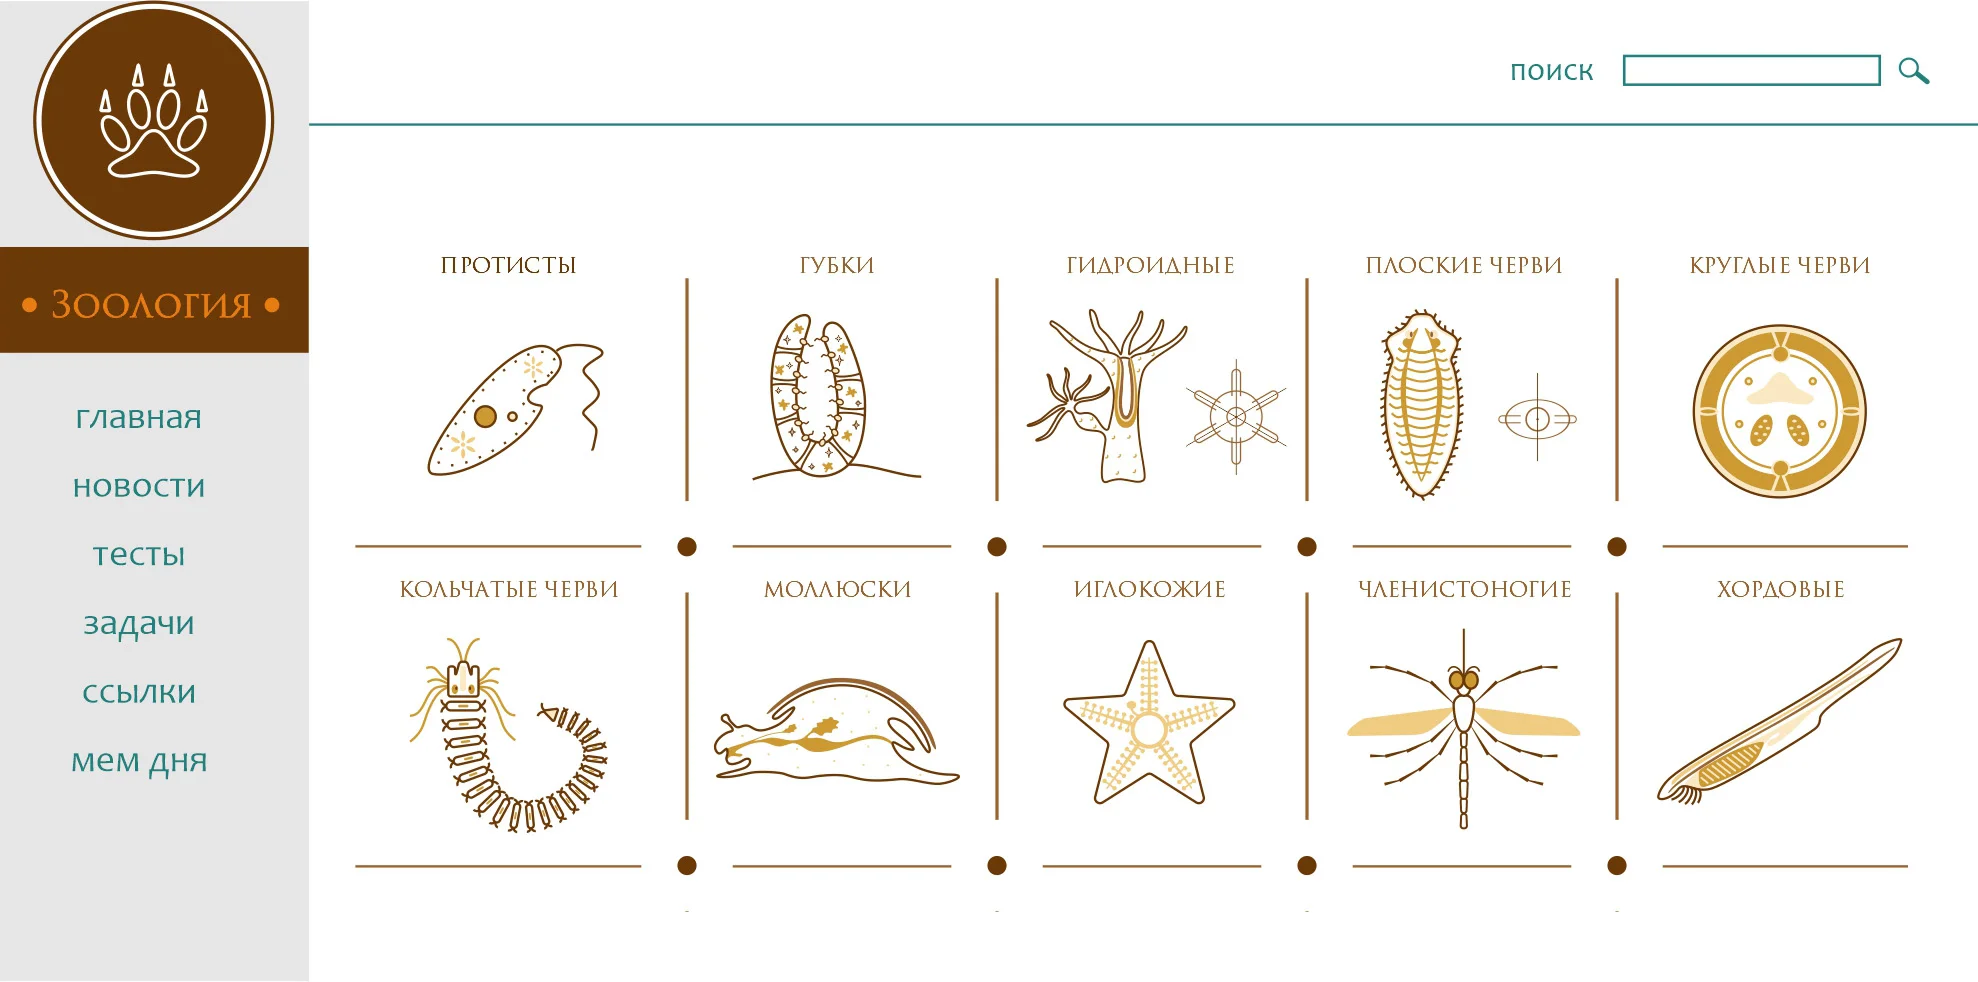 поиск
• Зоология •
главная
новости
тесты
задачи
ссылки
мем дня
ПРОТИСТЫ
ГУБКИ
ГИДРОИДНЫЕ
ПЛОСКИЕ ЧЕРВИ
КРУГЛЫЕ ЧЕРВИ
КОЛЬЧАТЫЕ ЧЕРВИ
МОЛЛЮСКИ
ИГЛОКОЖИЕ
ЧЛЕНИСТОНОГИЕ
ХОРДОВЫЕ